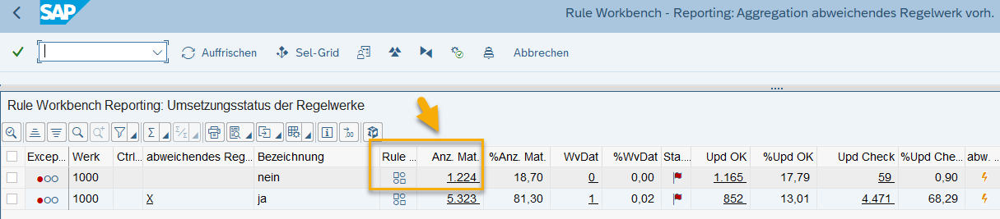 SAP
Rule Workbench - Reporting: Aggregation abweichendes Regelwerk vorh.
Auffrischen Sel-Grid Abbrechen
Rule Workbench Reporting: Umsetzungsstatus der Regelwerke
Excep... Werk Ctrl... abweichendes Reg... Bezeichnung Rule ... Anz. Mat. %Anz. Mat. WvDat %WvDat Sta... Upd OK %Upd OK Upd Check %Upd Che... abw. ...
1000 nein 1.224 18,70 0 0,00 1.165 17,79 59 0,90
1000 X ja 5.323 81,30 1 0,02 852 13,01 4.471 68,29